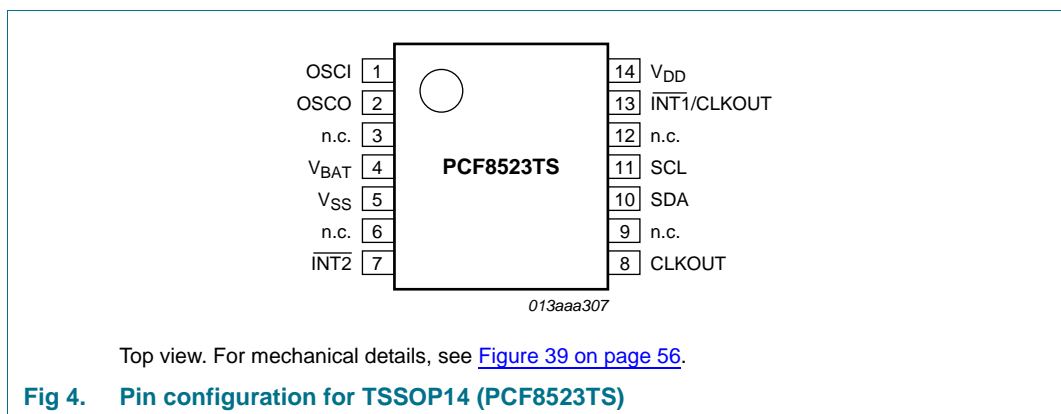 OSCI 1
OSCO 2
n.c. 3
VBAT 4
VSS 5
n.c. 6
INT2 7
PCF8523TS
14 VDD
13 INT1/CLKOUT
12 n.c.
11 SCL
10 SDA
9 n.c.
8 CLKOUT
013aaa307
Top view. For mechanical details, see Figure 39 on page 56.
Fig 4. Pin configuration for TSSOP14 (PCF8523TS)